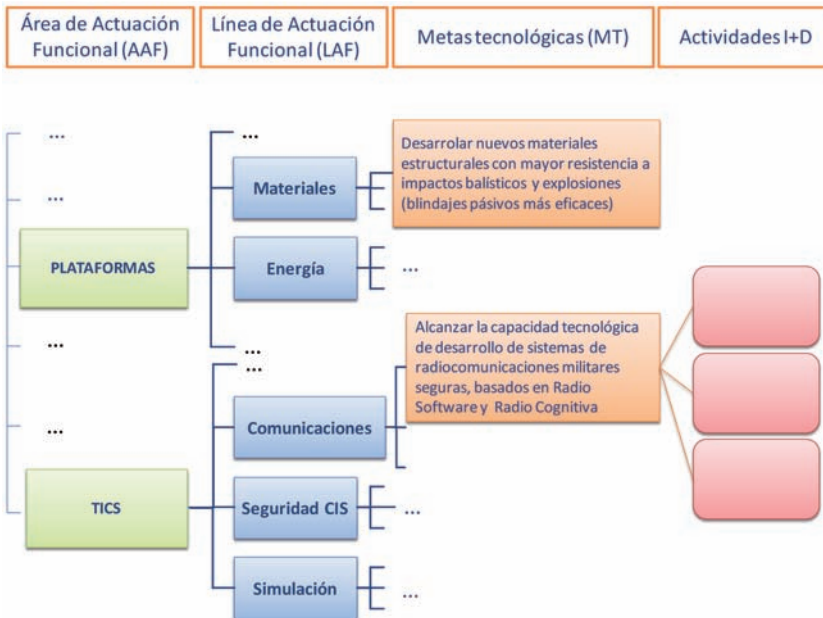 Área de Actuación
Funcional (AAF)
Línea de Actuación
Funcional (LAF)
Metas tecnológicas (MT)
Actividades I+D
...
...
PLATAFORMAS
...
...
TICS
...
Materiales
Energía
...
...
Comunicaciones
Seguridad CIS
Simulación
Desarrolar nuevos materiales
estructurales con mayor resistencia a
impactos balísticos y explosiones
(blindajes pásivos más eficaces)
...
Alcanzar la capacidad tecnológica
de desarrollo de sistemas de
radiocomunicaciones militares
seguras, basados en Radio
Software y Radio Cognitiva
...
...